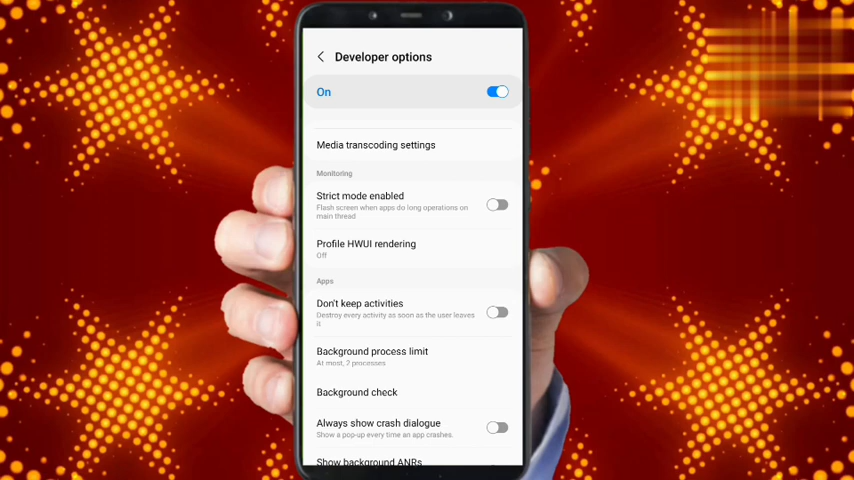 Developer options
On
Media transcoding settings
Monitoring
Strict mode enabled
Flash screen when apps do long operations on
main thread
Profile HWUI rendering
Off
Apps
Don't keep activities
Destroy every activity as soon as the user leaves
it
Background process limit
At most, 2 processes
Background check
Always show crash dialogue
Show a pop-up every time an app crashes.
Show background ANRs